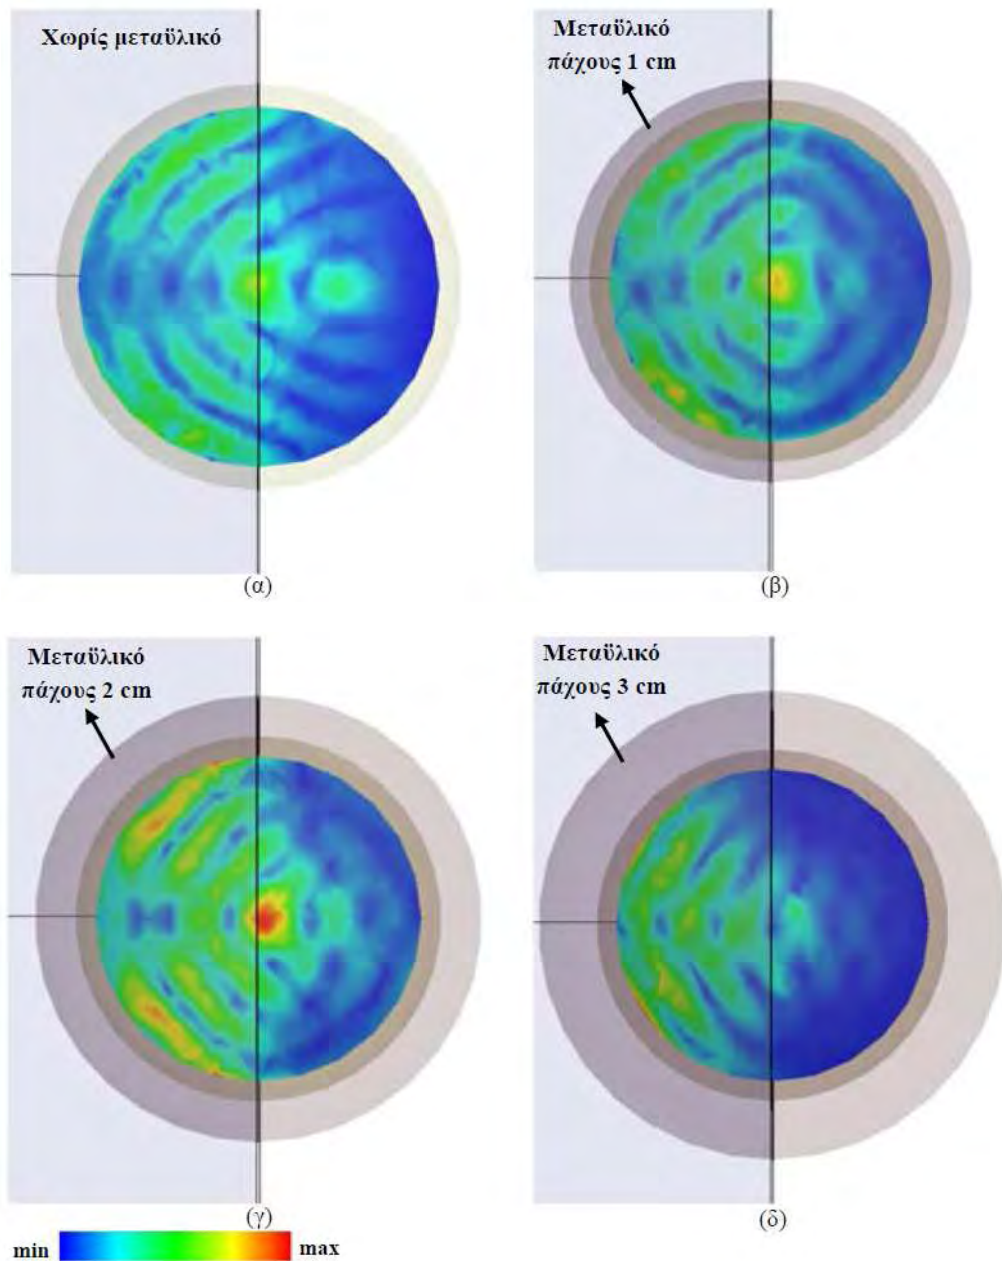 Χωρίς μεταϋλικό
Μεταϋλικό
πάχους 1 cm
(α)
(β)
Μεταϋλικό
πάχους 2 cm
Μεταϋλικό
πάχους 3 cm
(γ)
(δ)
min
max